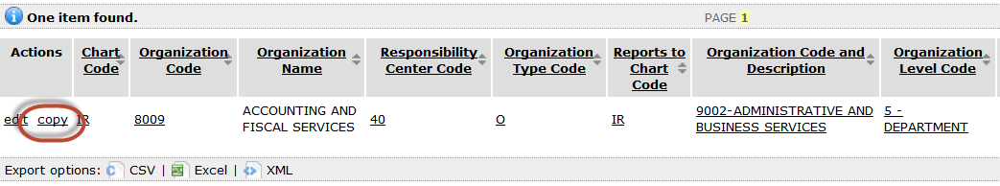 One item found. PAGE 1
Actions Chart Code Organization Code Organization Name Responsibility Center Code Organization Type Code Reports to Chart Code Organization Code and Description Organization Level Code
edit copy IR 8009 ACCOUNTING AND FISCAL SERVICES 40 O IR 9002-ADMINISTRATIVE AND BUSINESS SERVICES 5 - DEPARTMENT
Export options: CSV | Excel | XML